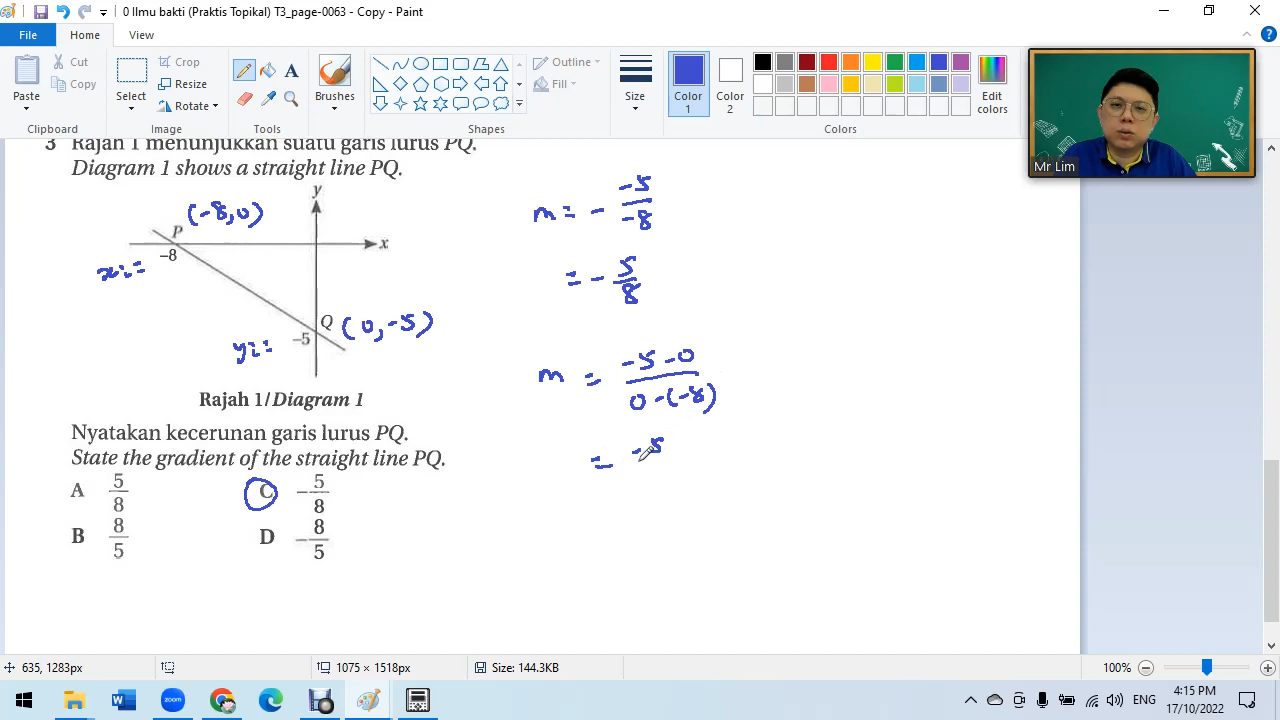 0 Ilmu bakti (Praktis Topikal) T3_page-0063 - Copy - Paint
File Home View
Paste Cut Copy
Select Crop Resize Rotate
A
Brushes
Outline Fill
Size
Color 1
Color 2
Edit colors
Clipboard Image Tools Shapes Colors
Mr Lim
3 Rajah 1 menunjukkan suatu garis lurus PQ.
Diagram 1 shows a straight line PQ.
y
(-8,0)
P
x
-8
xi=
Q (0,-5)
-5
yi=
Rajah 1/Diagram 1
Nyatakan kecerunan garis lurus PQ.
State the gradient of the straight line PQ.
A 5/8
C -5/8
B 8/5
D -8/5
m = - -5/-8
= - 5/8
m = -5-0/0-(-8)
= -5
635, 1283px
1075 × 1518px
Size: 144.3KB
100%
W
zoom
ENG
4:15 PM
17/10/2022